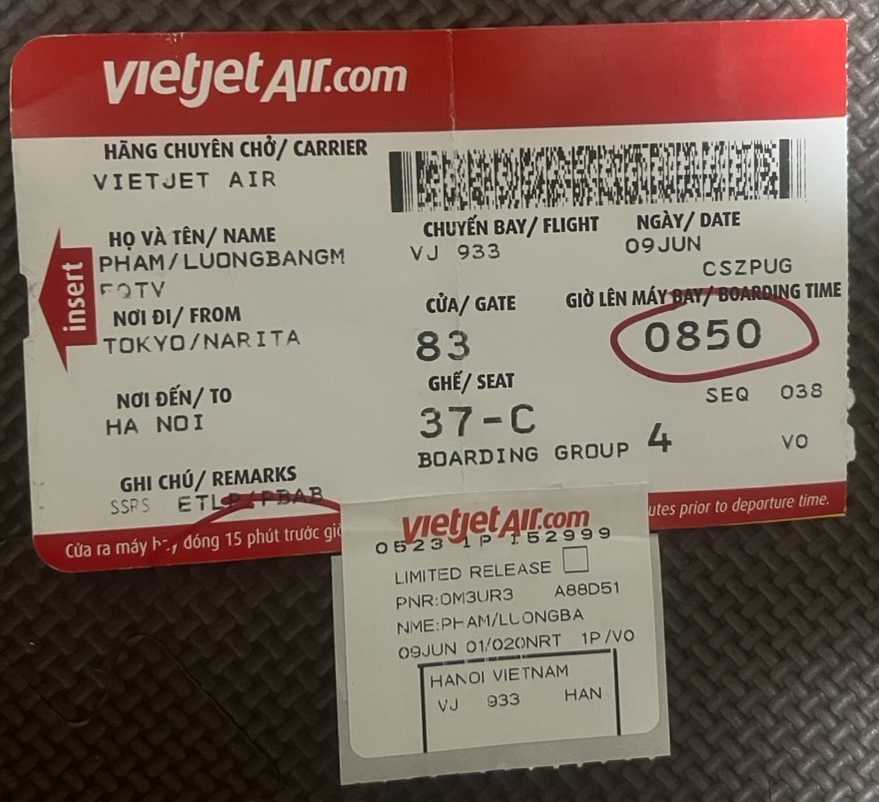 vietjetAir.com
HÃNG CHUYÊN CHỞ/ CARRIER
VIETJET AIR
HỌ VÀ TÊN/ NAME
PHAM/LUONGBANGM
FQTV
CHUYẾN BAY/ FLIGHT
VJ 933
NGÀY/ DATE
09JUN
CSZPUG
insert
NƠI ĐI/ FROM
TOKYO/NARITA
CỬA/ GATE
83
GIỜ LÊN MÁY BAY/ BOARDING TIME
0850
NƠI ĐẾN/ TO
HA NOI
GHẾ/ SEAT
37-C
SEQ 038
BOARDING GROUP 4
VO
GHI CHÚ/ REMARKS
SSRS ETLP/PBAB
Cửa ra máy bay đóng 15 phút trước giờ
utes prior to departure time.
vietjetAir.com
0523 1P 152999
LIMITED RELEASE
PNR:OM3UR3 A88D51
NME:PHAM/LUONGBA
09JUN 01/020NRT 1P/VO
HANOI VIETNAM
VJ 933 HAN